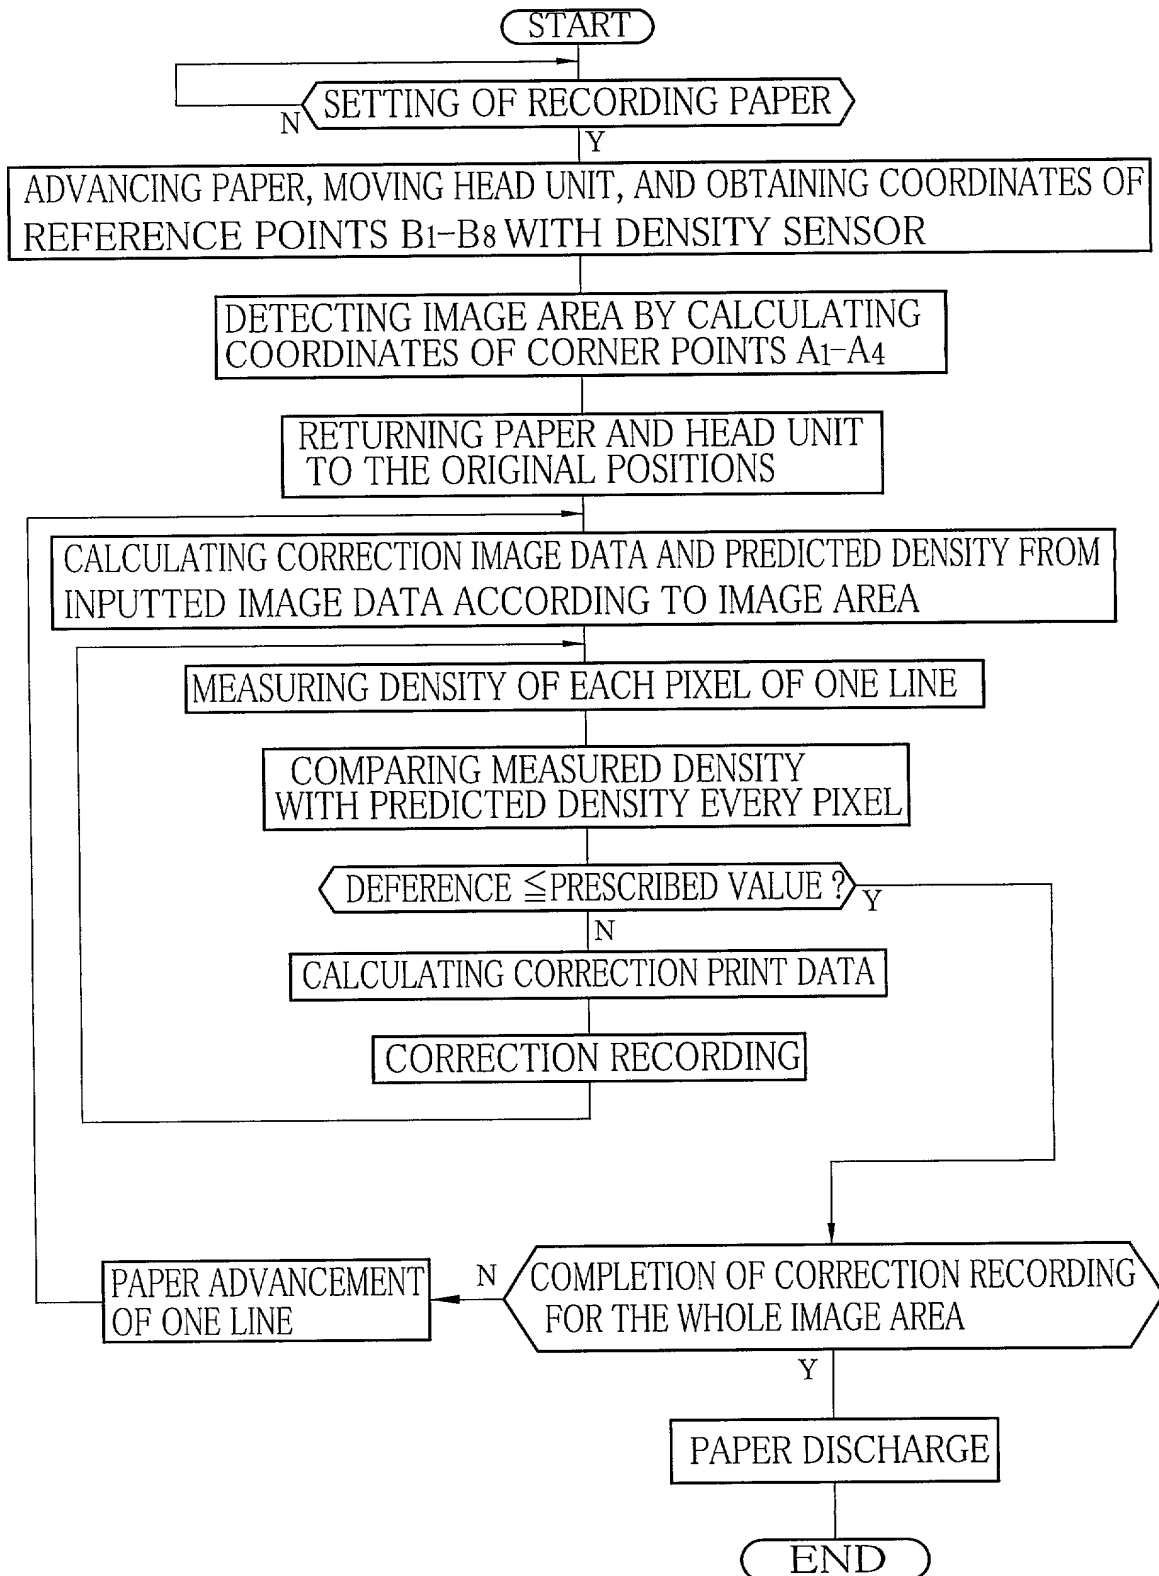 START
SETTING OF RECORDING PAPER
N
Y
ADVANCING PAPER, MOVING HEAD UNIT, AND OBTAINING COORDINATES OF
REFERENCE POINTS B1-B8 WITH DENSITY SENSOR
DETECTING IMAGE AREA BY CALCULATING
COORDINATES OF CORNER POINTS A1-A4
RETURNING PAPER AND HEAD UNIT
TO THE ORIGINAL POSITIONS
CALCULATING CORRECTION IMAGE DATA AND PREDICTED DENSITY FROM
INPUTTED IMAGE DATA ACCORDING TO IMAGE AREA
MEASURING DENSITY OF EACH PIXEL OF ONE LINE
COMPARING MEASURED DENSITY
WITH PREDICTED DENSITY EVERY PIXEL
DEFERENCE ≦ PRESCRIBED VALUE ?
Y
N
CALCULATING CORRECTION PRINT DATA
CORRECTION RECORDING
PAPER ADVANCEMENT
OF ONE LINE
N
COMPLETION OF CORRECTION RECORDING
FOR THE WHOLE IMAGE AREA
Y
PAPER DISCHARGE
END